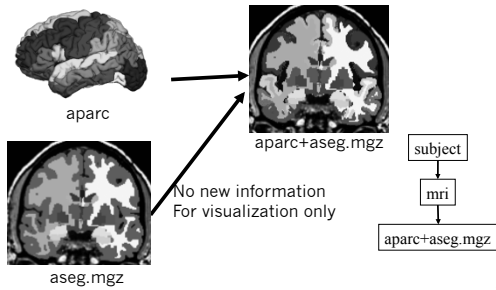 aparc
aparc+aseg.mgz
subject
No new information
For visualization only
mri
aparc+aseg.mgz
aseg.mgz